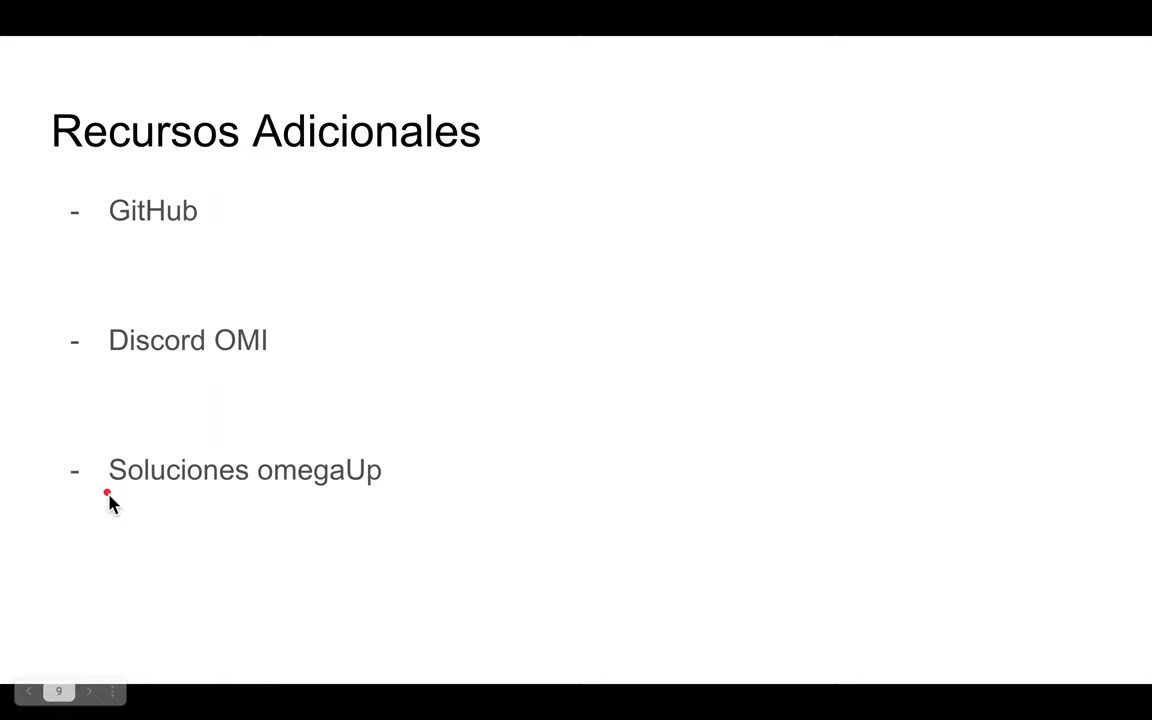 Recursos Adicionales
- GitHub
- Discord OMI
- Soluciones omegaUp
9